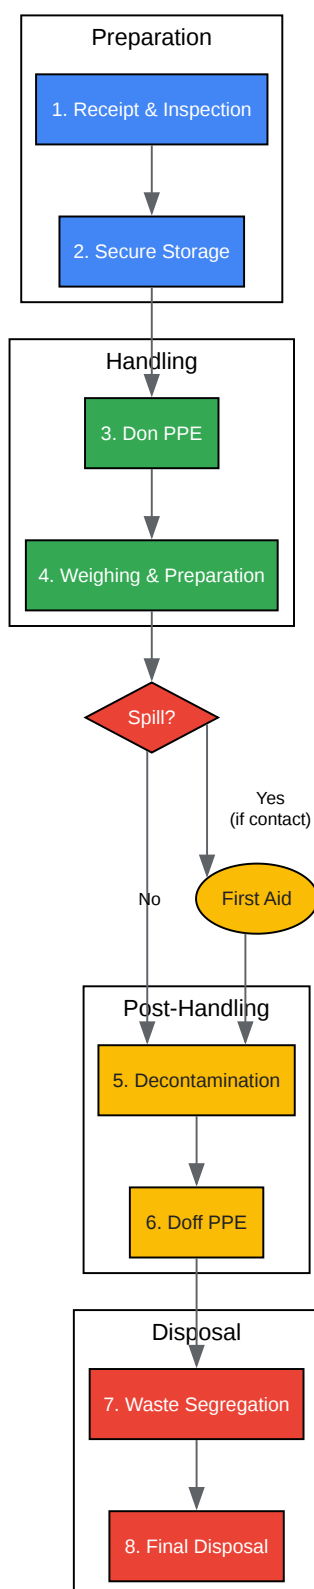 Preparation
1. Receipt & Inspection
2. Secure Storage
Handling
3. Don PPE
4. Weighing & Preparation
Spill?
Yes
(if contact)
No
First Aid
Post-Handling
5. Decontamination
6. Doff PPE
Disposal
7. Waste Segregation
8. Final Disposal